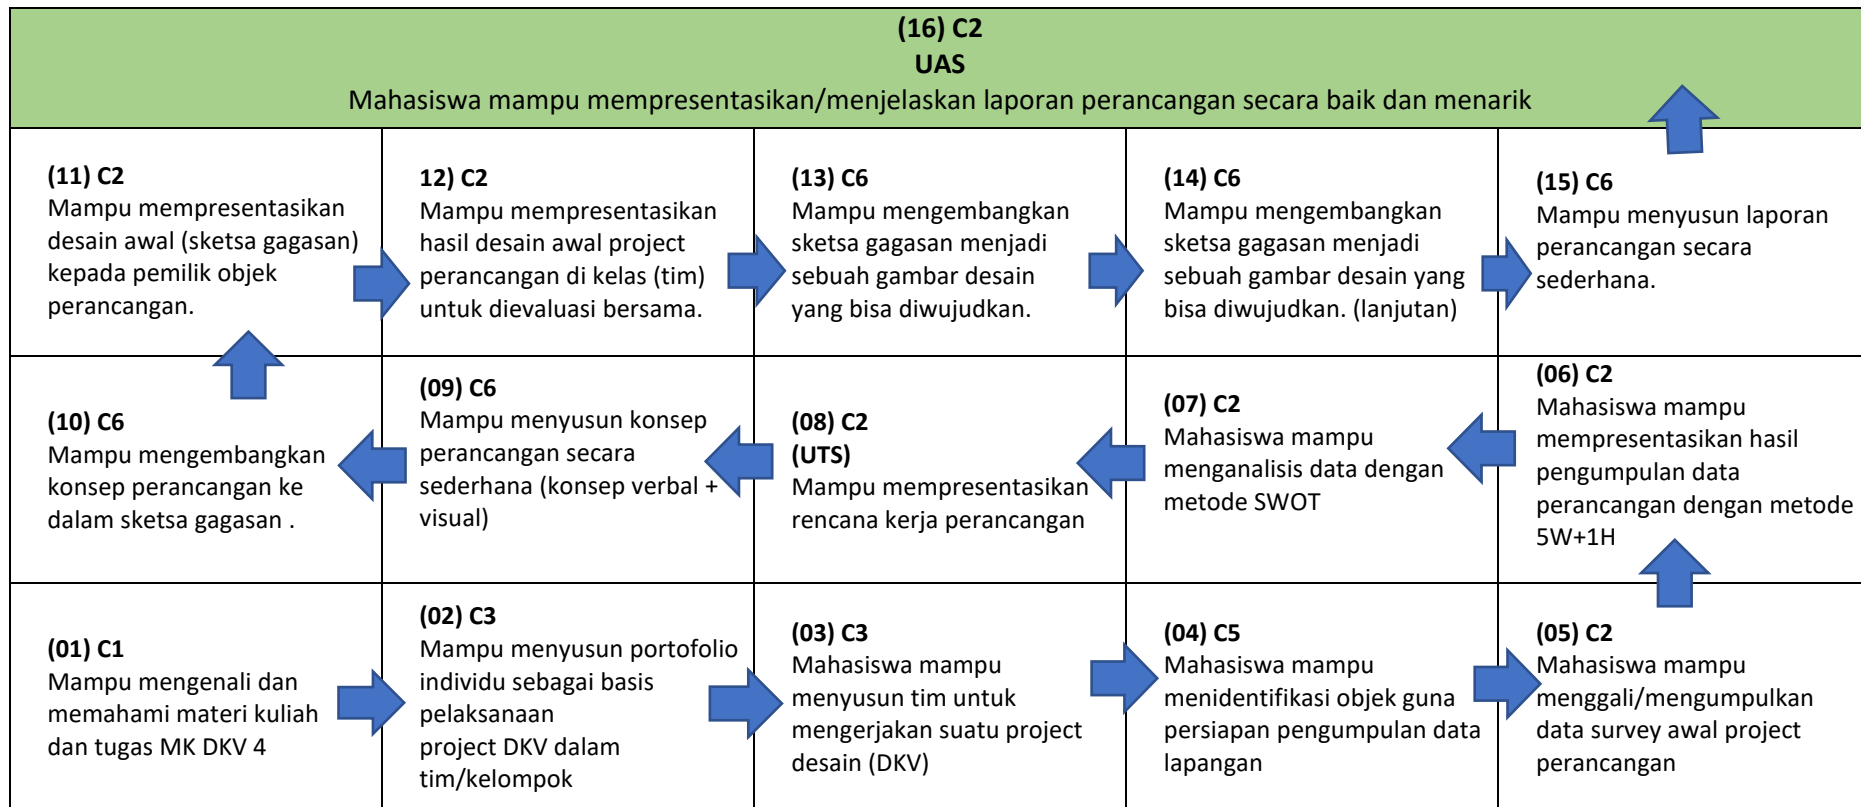 (16) C2
UAS
Mahasiswa mampu mempresentasikan/menjelaskan laporan perancangan secara baik dan menarik
(11) C2
Mampu mempresentasikan
desain awal (sketsa gagasan)
kepada pemilik objek
perancangan.
12) C2
Mampu mempresentasikan
hasil desain awal project
perancangan di kelas (tim)
untuk dievaluasi bersama.
(13) C6
Mampu mengembangkan
sketsa gagasan menjadi
sebuah gambar desain
yang bisa diwujudkan.
(14) C6
Mampu mengembangkan
sketsa gagasan menjadi
sebuah gambar desain yang
bisa diwujudkan. (lanjutan)
(15) C6
Mampu menyusun laporan
perancangan secara
sederhana.
(10) C6
Mampu mengembangkan
konsep perancangan ke
dalam sketsa gagasan .
(09) C6
Mampu menyusun konsep
perancangan secara
sederhana (konsep verbal +
visual)
(08) C2
(UTS)
Mampu mempresentasikan
rencana kerja perancangan
(07) C2
Mahasiswa mampu
menganalisis data dengan
metode SWOT
(06) C2
Mahasiswa mampu
mempresentasikan hasil
pengumpulan data
perancangan dengan metode
5W+1H
(01) C1
Mampu mengenali dan
memahami materi kuliah
dan tugas MK DKV 4
(02) C3
Mampu menyusun portofolio
individu sebagai basis
pelaksanaan
project DKV dalam
tim/kelompok
(03) C3
Mahasiswa mampu
menyusun tim untuk
mengerjakan suatu project
desain (DKV)
(04) C5
Mahasiswa mampu
menidentifikasi objek guna
persiapan pengumpulan data
lapangan
(05) C2
Mahasiswa mampu
menggali/mengumpulkan
data survey awal project
perancangan